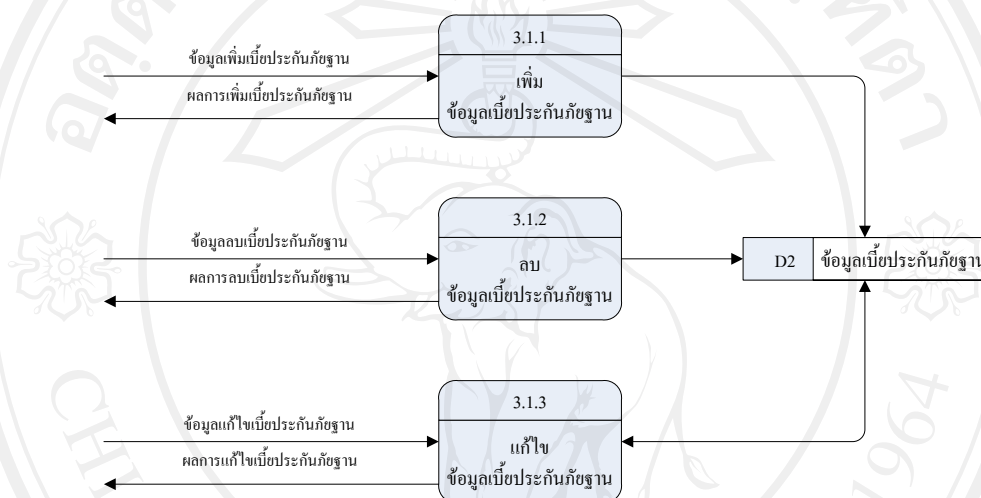 3.1.1
ข้อมูลเพิ่มเบี้ยประกันภัยฐาน
เพิ่ม
ผลการเพิ่มเบี้ยประกันภัยฐาน
ข้อมูลเบี้ยประกันภัยฐาน
3.1.2
ข้อมูลลบเบี้ยประกันภัยฐาน
ลบ
D2 ข้อมูลเบี้ยประกันภัยฐาน
ผลการลบเบี้ยประกันภัยฐาน
ข้อมูลเบี้ยประกันภัยฐาน
3.1.3
ข้อมูลแก้ไขเบี้ยประกันภัยฐาน
แก้ไข
ผลการแก้ไขเบี้ยประกันภัยฐาน
ข้อมูลเบี้ยประกันภัยฐาน
1964